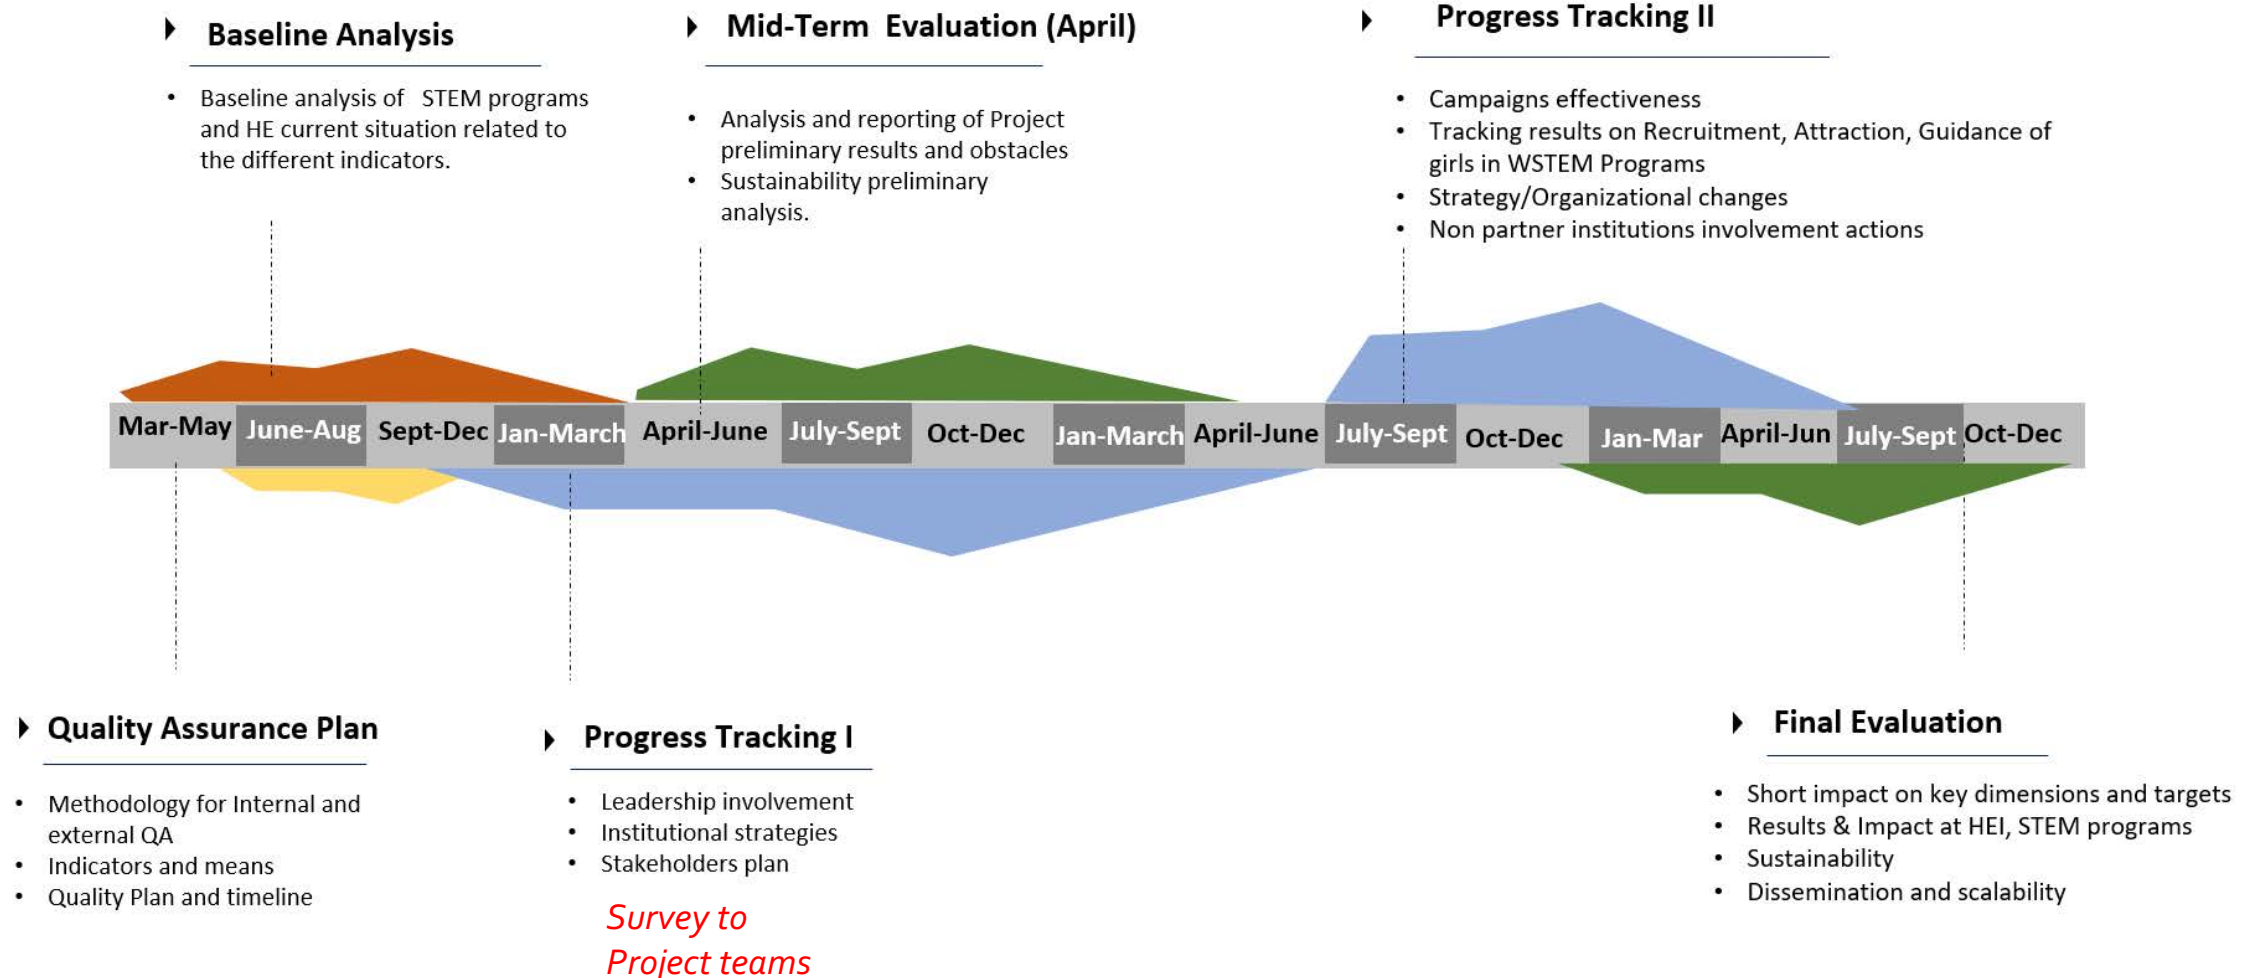 Baseline Analysis
• Baseline analysis of STEM programs
and HE current situation related to
the different indicators.
Mid-Term Evaluation (April)
• Analysis and reporting of Project
preliminary results and obstacles
• Sustainability preliminary
analysis.
Progress Tracking II
• Campaigns effectiveness
• Tracking results on Recruitment, Attraction, Guidance of
girls in WSTEM Programs
• Strategy/Organizational changes
• Non partner institutions involvement actions
Mar-May June-Aug Sept-Dec Jan-March April-June July-Sept Oct-Dec Jan-March April-June July-Sept Oct-Dec Jan-Mar April-Jun July-Sept Oct-Dec
Quality Assurance Plan
• Methodology for Internal and
external QA
• Indicators and means
• Quality Plan and timeline
Progress Tracking I
• Leadership involvement
• Institutional strategies
• Stakeholders plan
Survey to
Project teams
Final Evaluation
• Short impact on key dimensions and targets
• Results & Impact at HEI, STEM programs
• Sustainability
• Dissemination and scalability